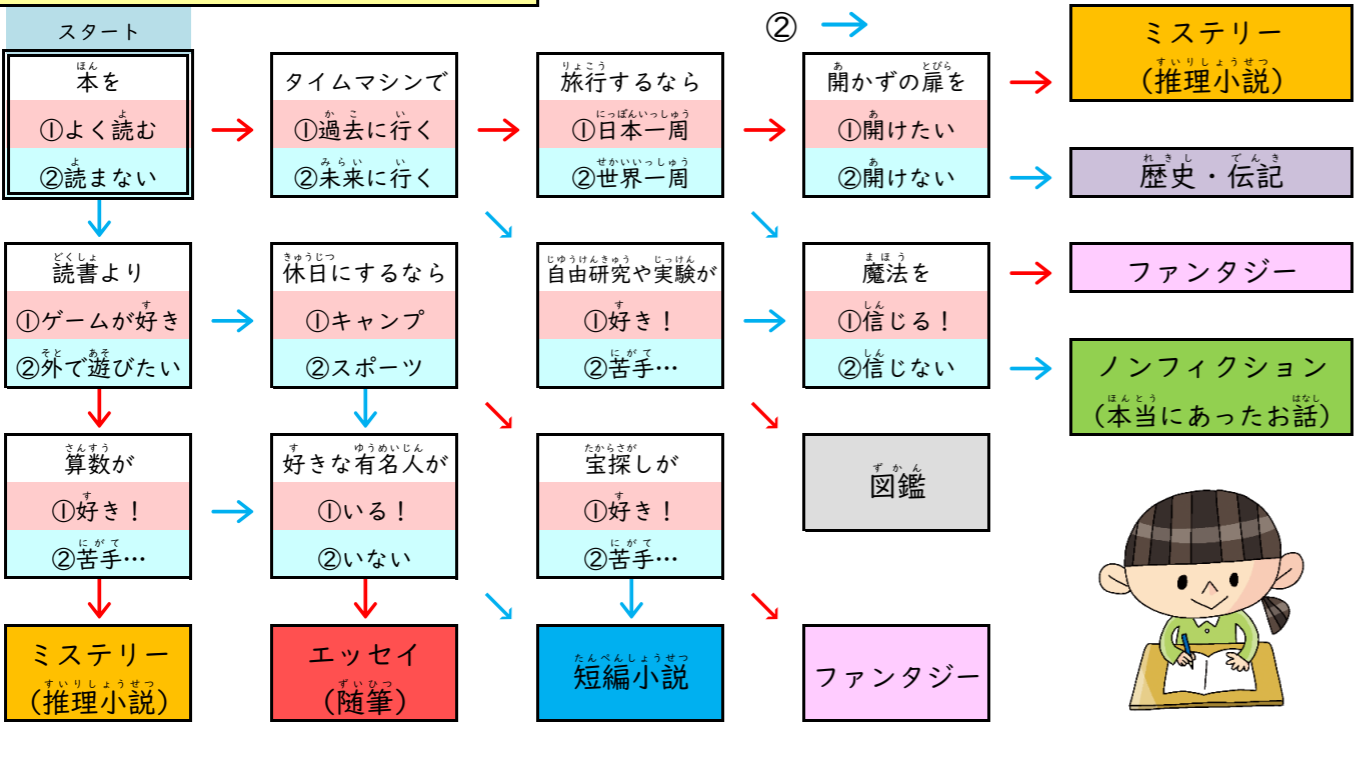 ②
スタート
本を
①よく読む
②読まない
タイムマシンで
①過去に行く
②未来に行く
旅行するなら
①日本一周
②世界一周
開かずの扉を
①開けたい
②開けない
ミステリー
(推理小説)
歴史・伝記
読書より
①ゲームが好き
②外で遊びたい
休日にするなら
①キャンプ
②スポーツ
自由研究や実験が
①好き！
②苦手…
魔法を
①信じる！
②信じない
ファンタジー
ノンフィクション
(本当にあったお話)
算数が
①好き！
②苦手…
好きな有名人が
①いる！
②いない
宝探しが
①好き！
②苦手…
図鑑
ミステリー
(推理小説)
エッセイ
(随筆)
短編小説
ファンタジー